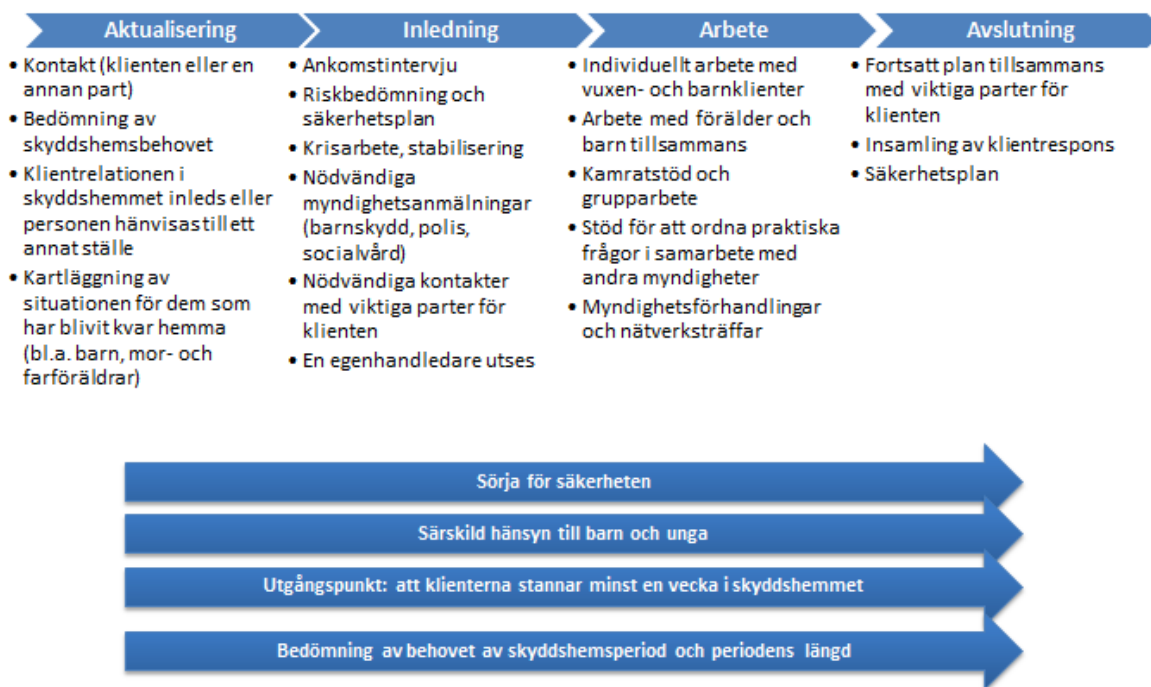 Aktualisering
Inledning
Arbete
Avslutning
• Kontakt (klienten eller en
annan part)
• Bedömning av
skyddshemsbehovet
• Klientrelationen i
skyddshemmet inleds eller
personen hänvisas till ett
annat ställe
• Kartläggning av
situationen för dem som
har blivit kvar hemma
(bl.a. barn, mor- och
farföräldrar)
• Ankomstintervju
• Riskbedömning och
säkerhetsplan
• Krisarbete, stabilisering
• Nödvändiga
myndighetsanmälningar
(barnskydd, polis,
socialvård)
• Nödvändiga kontakter
med viktiga parter för
klienten
• En egenhandledare utses
• Individuellt arbete med
vuxen- och barnklienter
• Arbete med förälder och
barn tillsammans
• Kamratstöd och
grupparbete
• Stöd för att ordna praktiska
frågor i samarbete med
andra myndigheter
• Myndighetsförhandlingar
och nätverksträffar
• Fortsatt plan tillsammans
med viktiga parter för
klienten
• Insamling av klientrespons
• Säkerhetsplan
Sörja för säkerheten
Särskild hänsyn till barn och unga
Utgångspunkt: att klienterna stannar minst en vecka i skyddshemmet
Bedömning av behovet av skyddshemsperiod och periodens längd